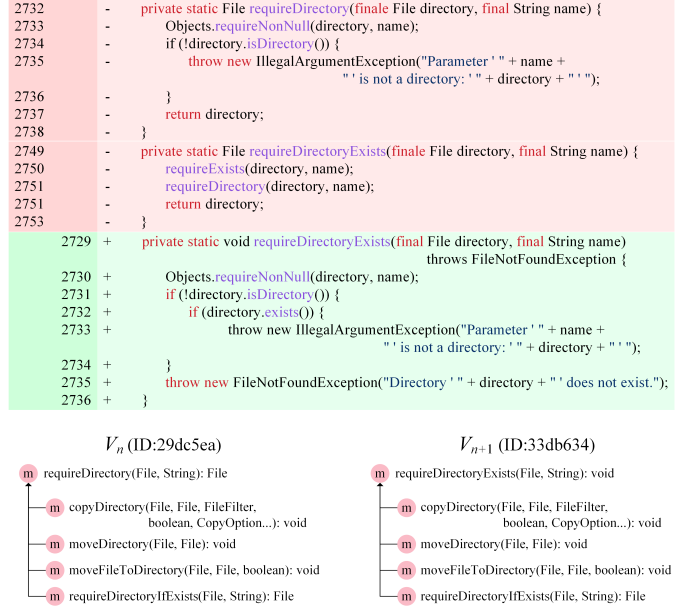 2732 - private static File requireDirectory(finale File directory, final String name) {
2733 - Objects.requireNonNull(directory, name);
2734 - if (!directory.isDirectory()) {
2735 - throw new IllegalArgumentException("Parameter ' " + name +
" ' is not a directory: ' " + directory + " ' ");
2736 - }
2737 - return directory;
2738 - }
2749 - private static File requireDirectoryExists(finale File directory, final String name) {
2750 - requireExists(directory, name);
2751 - requireDirectory(directory, name);
2751 - return directory;
2753 - }
2729 + private static void requireDirectoryExists(final File directory, final String name)
throws FileNotFoundException {
2730 + Objects.requireNonNull(directory, name);
2731 + if (!directory.isDirectory()) {
2732 + if (directory.exists()) {
2733 + throw new IllegalArgumentException("Parameter ' " + name +
" ' is not a directory: ' " + directory + " ' ");
2734 + }
2735 + throw new FileNotFoundException("Directory ' " + directory + " ' does not exist.");
2736 + }
Vn (ID:29dc5ea)
m requireDirectory(File, String): File
m copyDirectory(File, File, FileFilter,
boolean, CopyOption...): void
m moveDirectory(File, File): void
m moveFileToDirectory(File, File, boolean): void
m requireDirectoryIfExists(File, String): File
Vn+1 (ID:33db634)
m requireDirectoryExists(File, String): void
m copyDirectory(File, File, FileFilter,
boolean, CopyOption...): void
m moveDirectory(File, File): void
m moveFileToDirectory(File, File, boolean): void
m requireDirectoryIfExists(File, String): File